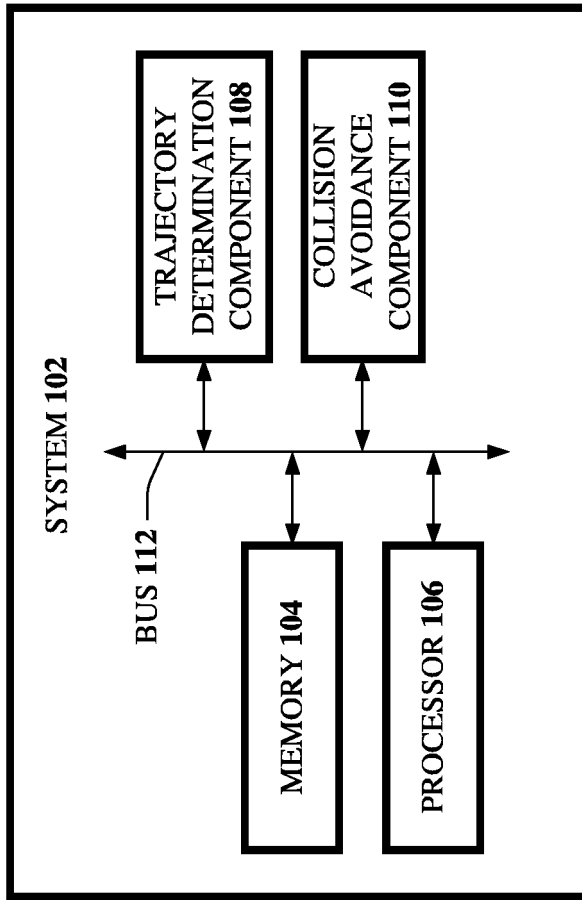 SYSTEM 102
BUS 112
MEMORY 104
PROCESSOR 106
TRAJECTORY
DETERMINATION
COMPONENT 108
COLLISION
AVOIDANCE
COMPONENT 110